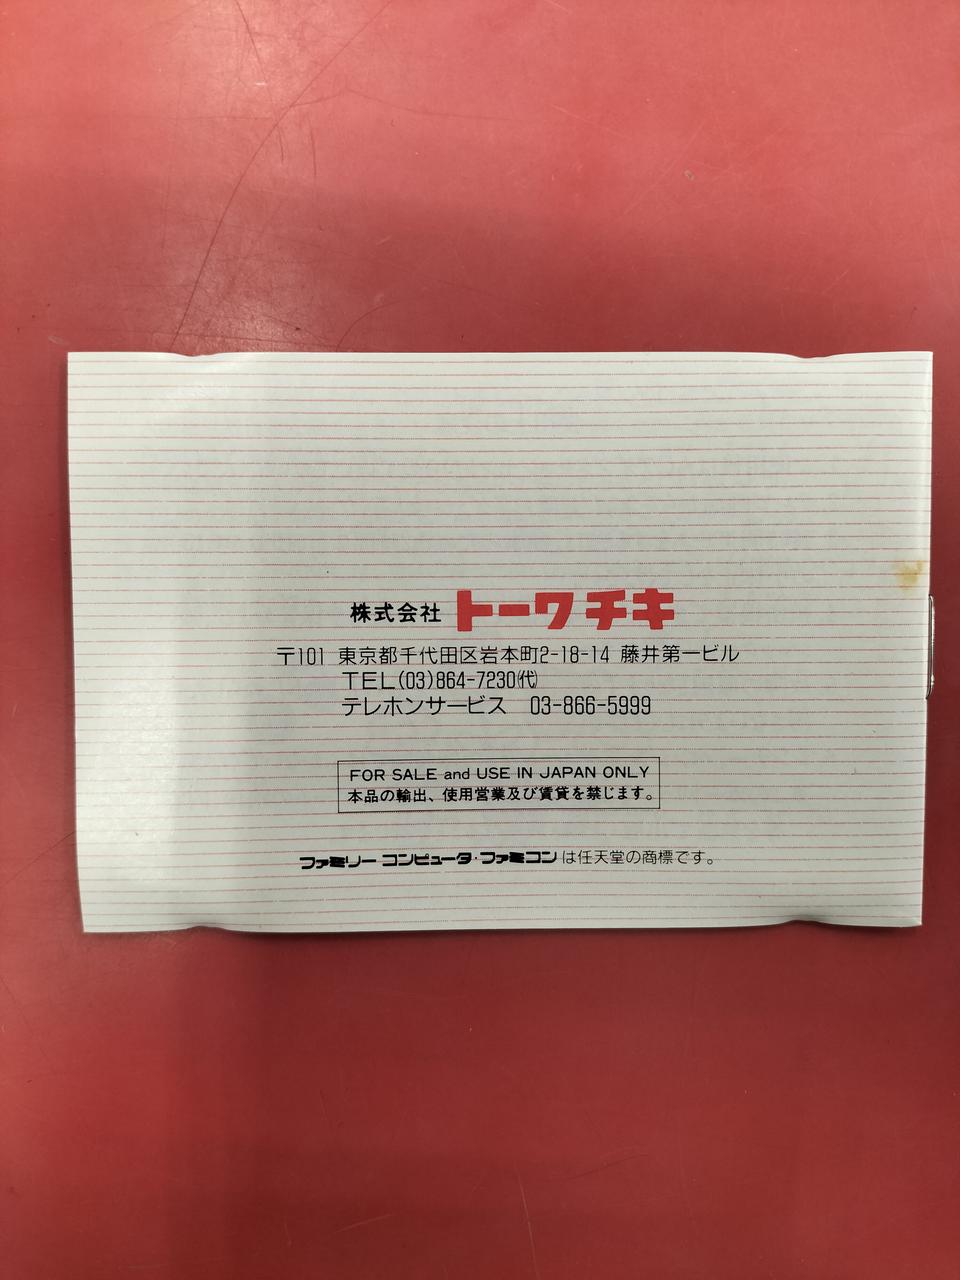 株式会社 トーワチキ
〒101 東京都千代田区岩本町2-18-14 藤井第一ビル
TEL(03)864-7230㈹
テレホンサービス 03-866-5999
FOR SALE and USE IN JAPAN ONLY
本品の輸出、使用営業及び賃貸を禁じます。
ファミリーコンピュータ・ファミコンは任天堂の商標です。